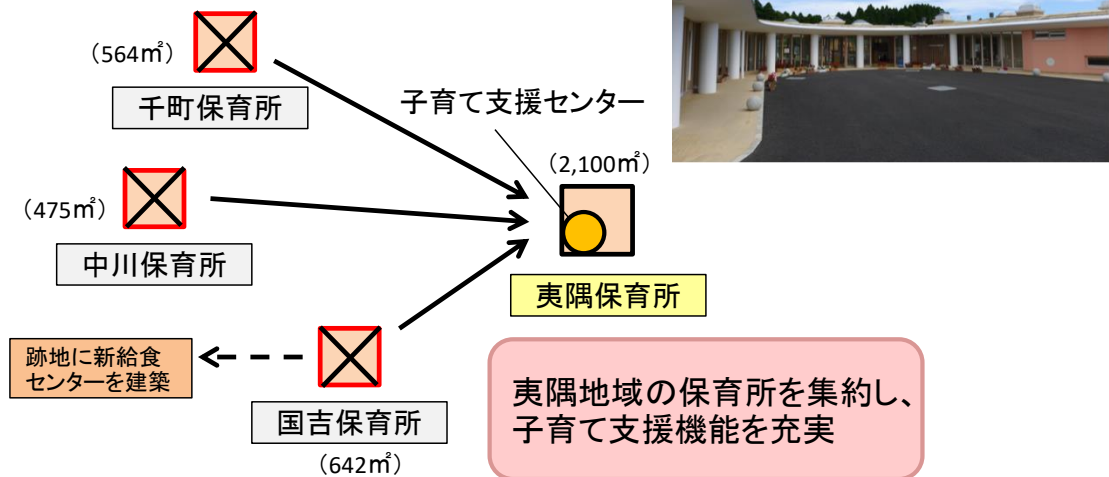 （564㎡）
千町保育所
子育て支援センター
（2,100㎡）
（475㎡）
中川保育所
夷隅保育所
跡地に新給食
センターを建築
国吉保育所
（642㎡）
夷隅地域の保育所を集約し、
子育て支援機能を充実